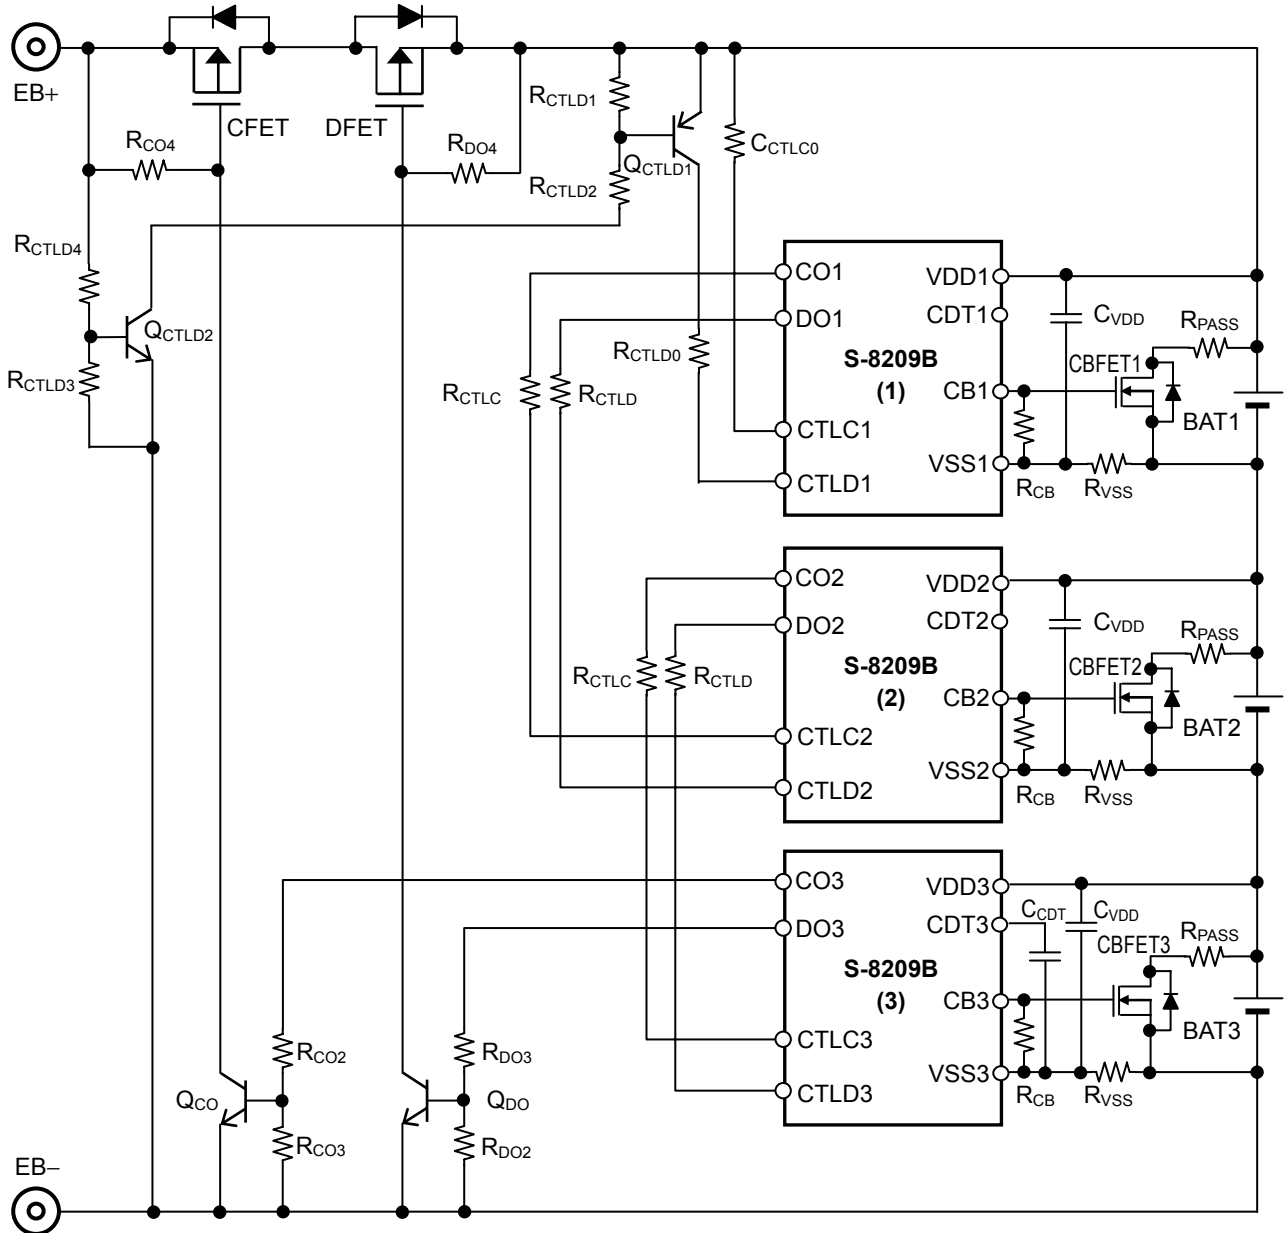 EB+
CFET
DFET
RCO4
RDO4
RCTLD1
RCTLD2
QCTLD1
CCTLC0
RCTLD4
QCTLD2
RCTLD3
RCTLC
RCTLD
RCTLD0
CO1
DO1
S-8209B
(1)
CTLC1
CTLD1
VDD1
CDT1
CB1
VSS1
CVDD
RPASS
CBFET1
BAT1
RCB
RVSS
CO2
DO2
S-8209B
(2)
CTLC2
CTLD2
VDD2
CDT2
CB2
VSS2
RCTLC
RCTLD
CVDD
RPASS
CBFET2
BAT2
RCB
RVSS
CO3
DO3
S-8209B
(3)
CTLC3
CTLD3
VDD3
CDT3
CB3
VSS3
CCDT
CVDD
RPASS
CBFET3
BAT3
RCB
RVSS
RCO2
RDO3
QCO
QDO
RCO3
RDO2
EB−